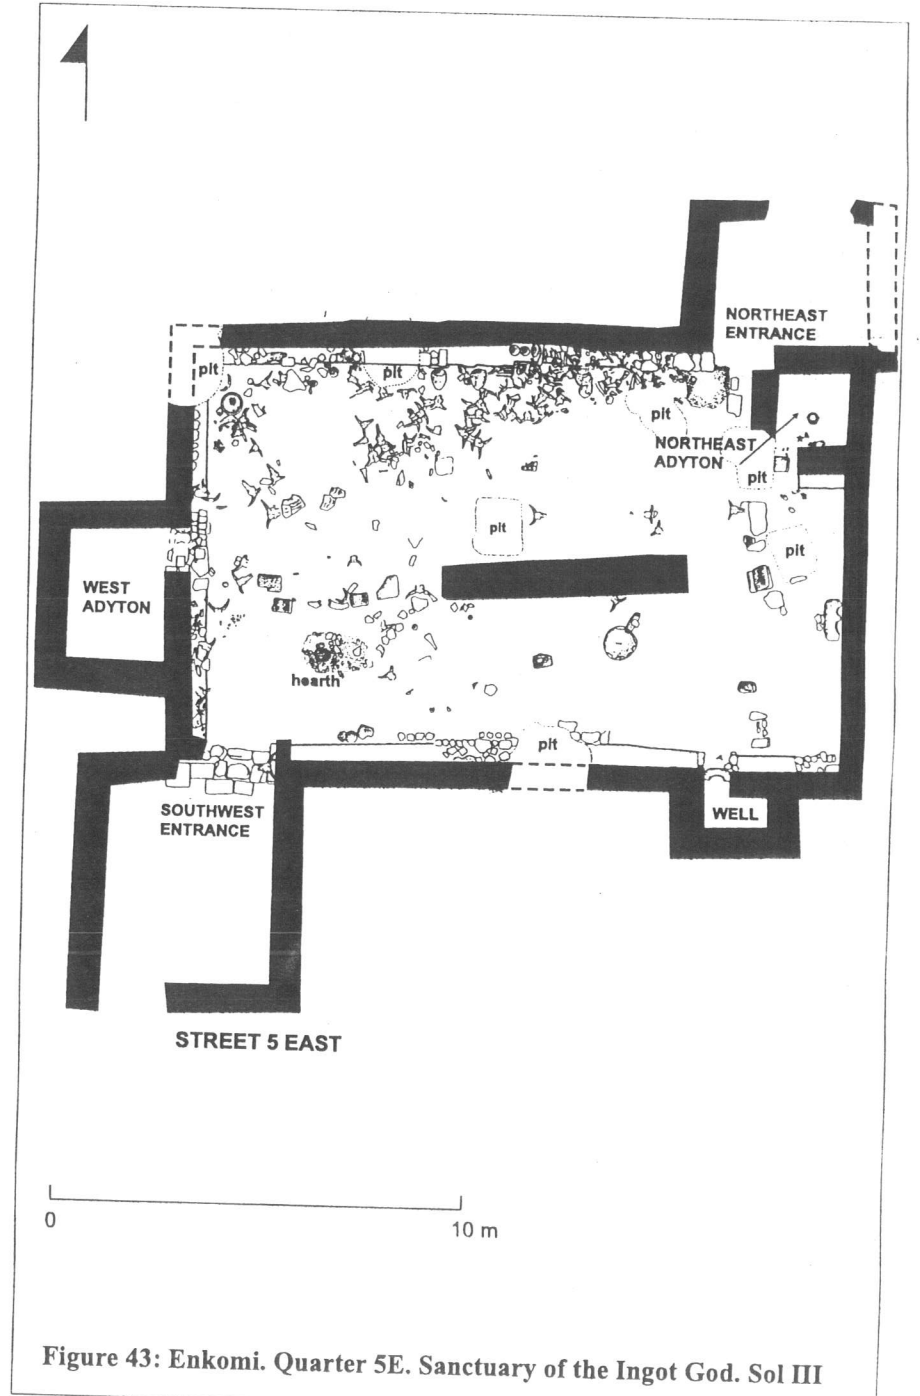 NORTHEAST
ENTRANCE
pit
pit
pit
NORTHEAST
ADYTON
pit
pit
pit
WEST
ADYTON
hearth
pit
SOUTHWEST
ENTRANCE
WELL
STREET 5 EAST
0
10 m
Figure 43: Enkomi. Quarter 5E. Sanctuary of the Ingot God. Sol III